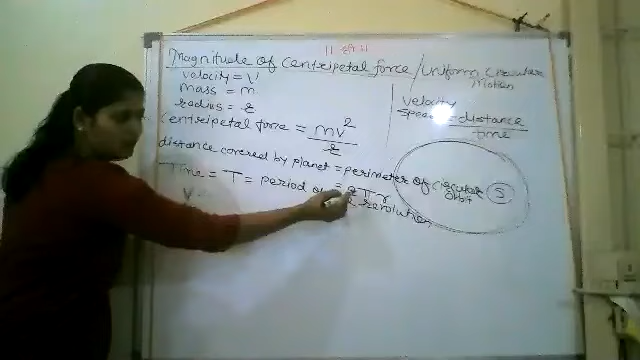 ॥ श्री ॥
Magnitude of Centripetal force / uniform circular
motion
velocity = V
mass = m
radius = r
Centripetal force = mv²/r
velocity
speed = distance/time
distance covered by planet = perimeter of circular
orbit
= 2πr
S
Time = T = period of revolution
V